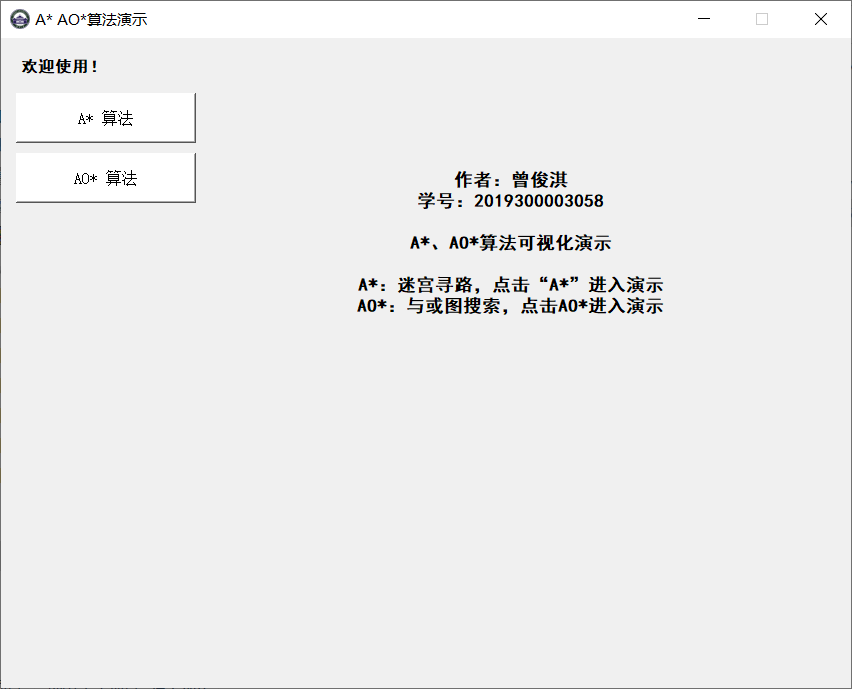 A* AO*算法演示
欢迎使用！
A* 算法
AO* 算法
作者：曾俊淇
学号：2019300003058
A*、AO*算法可视化演示
A*：迷宫寻路，点击“A*”进入演示
AO*：与或图搜索，点击AO*进入演示